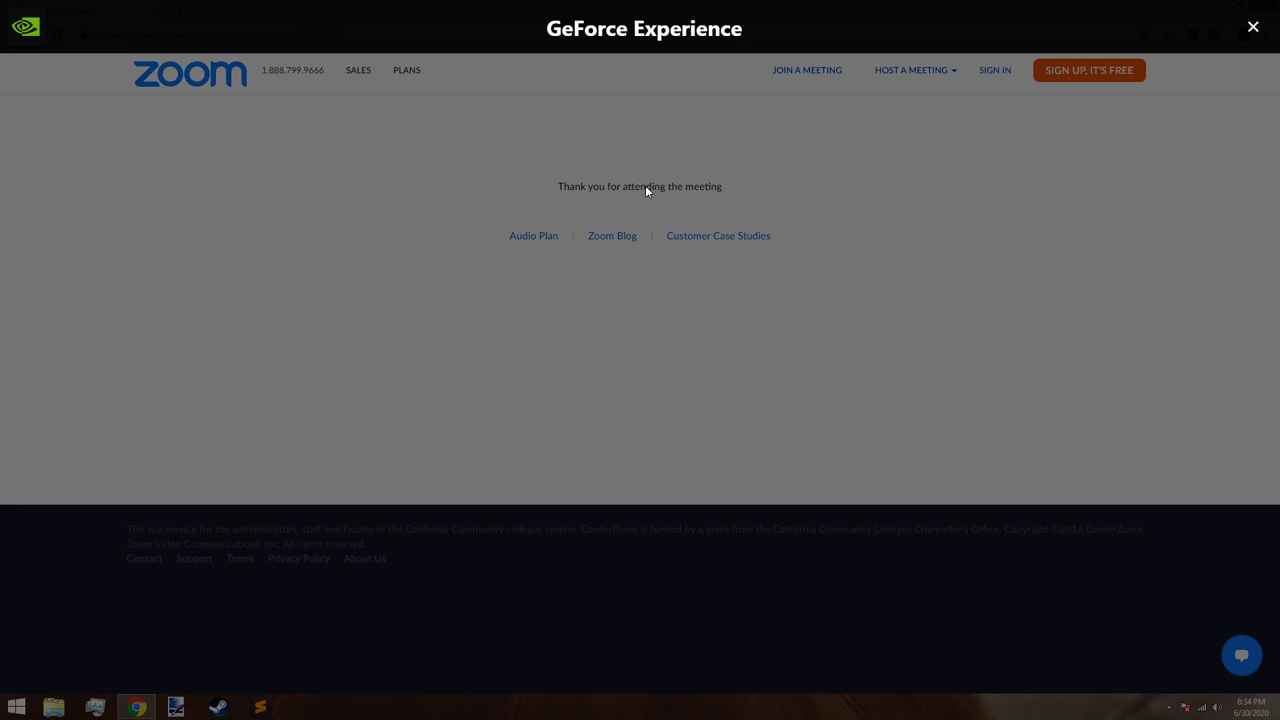 GeForce Experience
zoom
1.888.799.9666 SALES PLANS
JOIN A MEETING HOST A MEETING SIGN IN SIGN UP, IT'S FREE
Thank you for attending the meeting
Audio Plan | Zoom Blog | Customer Case Studies
This is a service for the administrators, staff and faculty of the California Community colleges system. ConferZoom is funded by a grant from the California Community Colleges Chancellor's Office. Copyright ©2016 ConferZoom.
Zoom Video Communications, Inc. All rights reserved.
Contact Support Terms Privacy Policy About Us
8:34 PM
6/30/2020